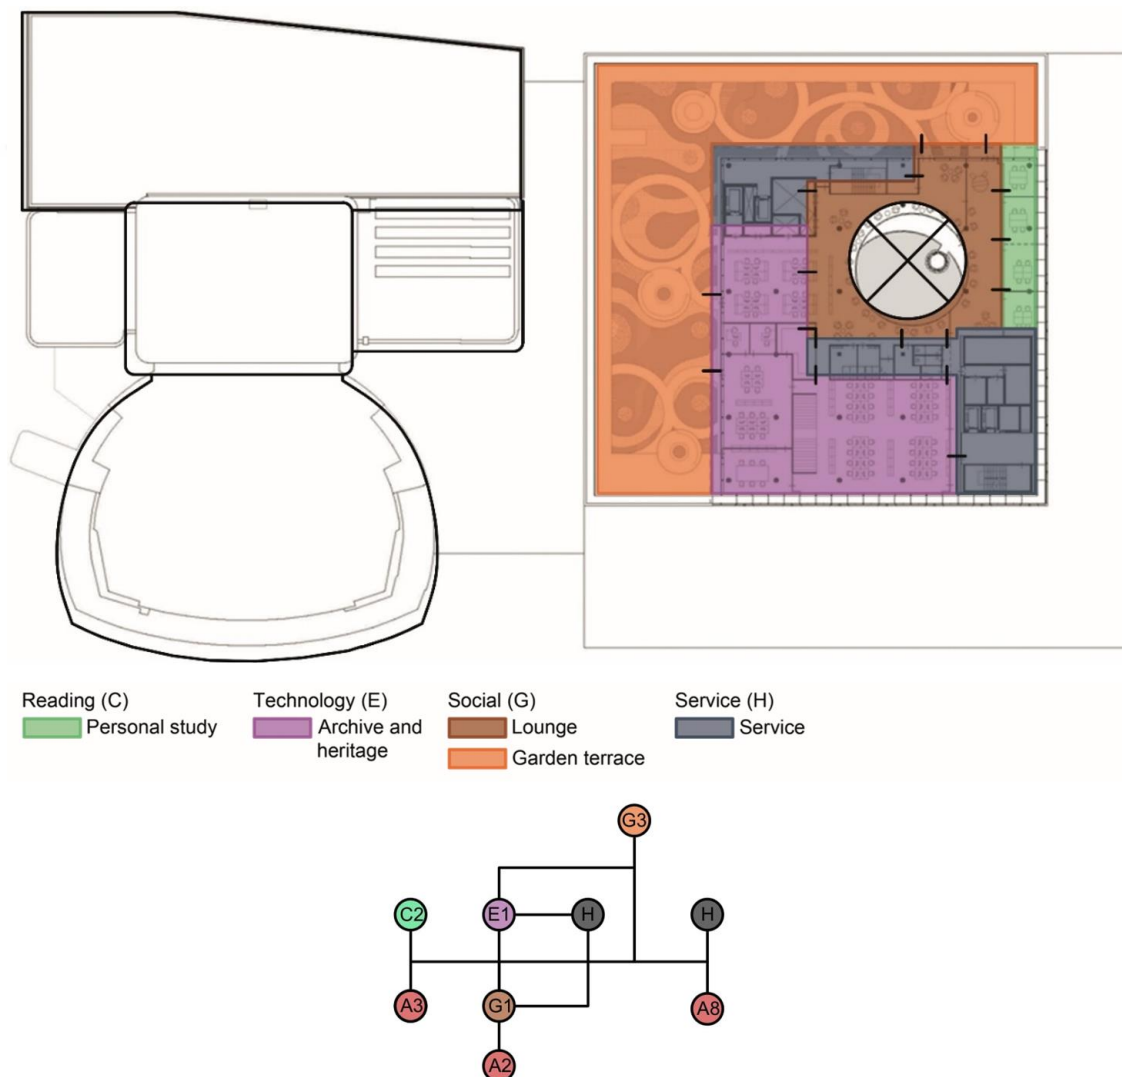 Reading (C)
Personal study
Technology (E)
Archive and
heritage
Social (G)
Lounge
Garden terrace
Service (H)
Service
G3
C2
E1
H
H
A3
G1
A8
A2